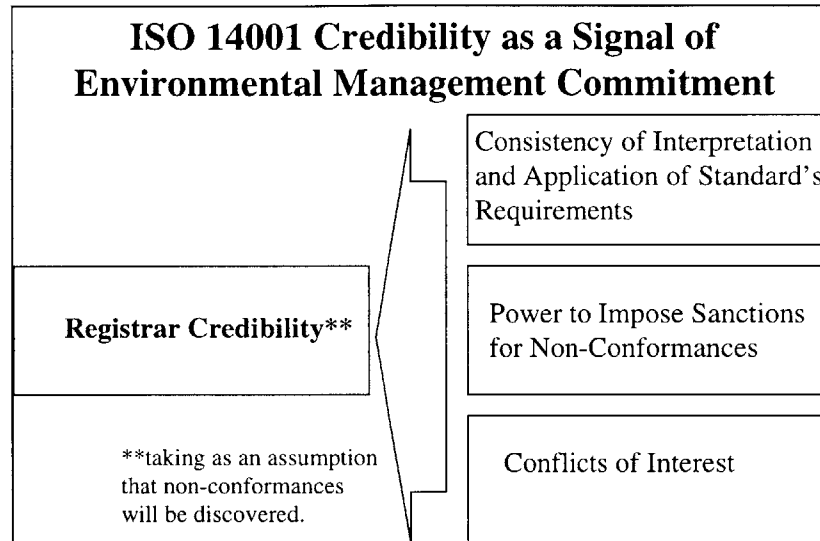 ISO 14001 Credibility as a Signal of
Environmental Management Commitment
Consistency of Interpretation
and Application of Standard's
Requirements
Registrar Credibility**
Power to Impose Sanctions
for Non-Conformances
**taking as an assumption
that non-conformances
will be discovered.
Conflicts of Interest